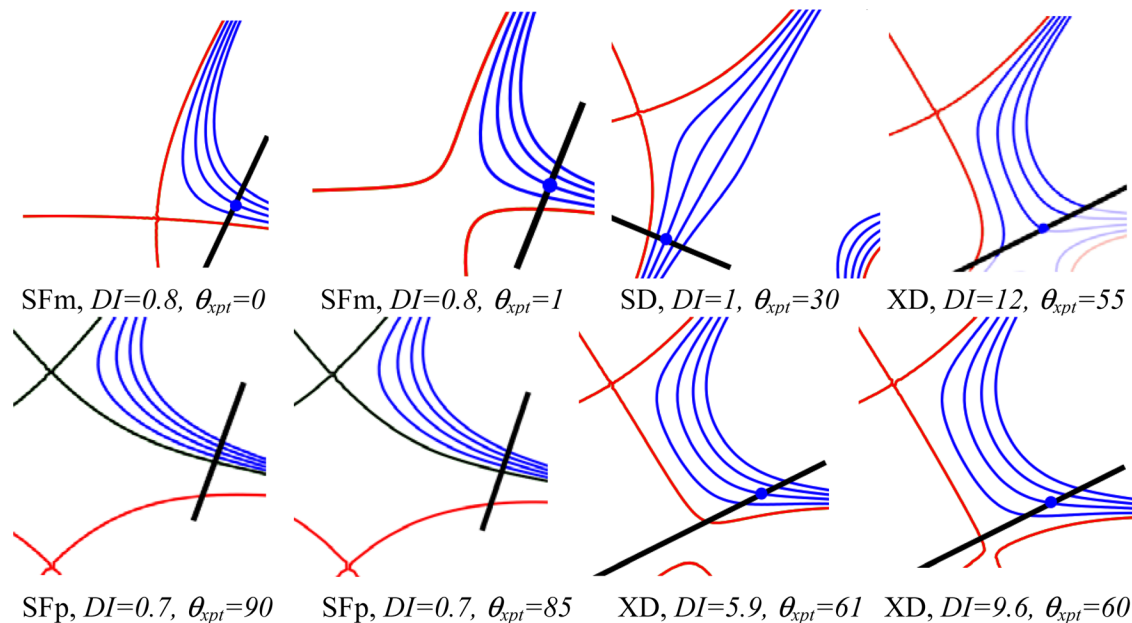 SFm, DI=0.8, θxpt=0 SFm, DI=0.8, θxpt=1 SD, DI=1, θxpt=30 XD, DI=12, θxpt=55
SFp, DI=0.7, θxpt=90 SFp, DI=0.7, θxpt=85 XD, DI=5.9, θxpt=61 XD, DI=9.6, θxpt=60